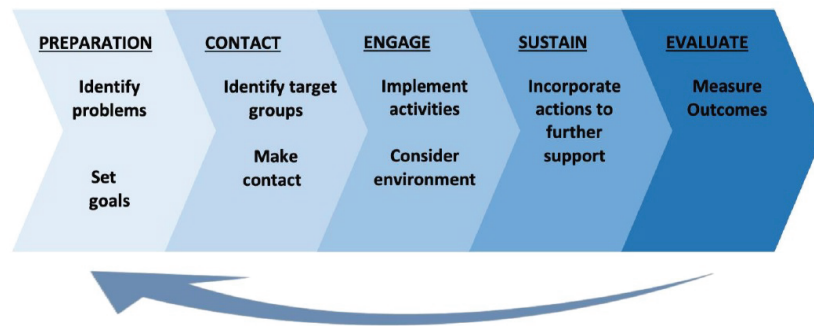 PREPARATION
Identify
problems
Set
goals
CONTACT
Identify target
groups
Make
contact
ENGAGE
Implement
activities
Consider
environment
SUSTAIN
Incorporate
actions to
further
support
EVALUATE
Measure
Outcomes